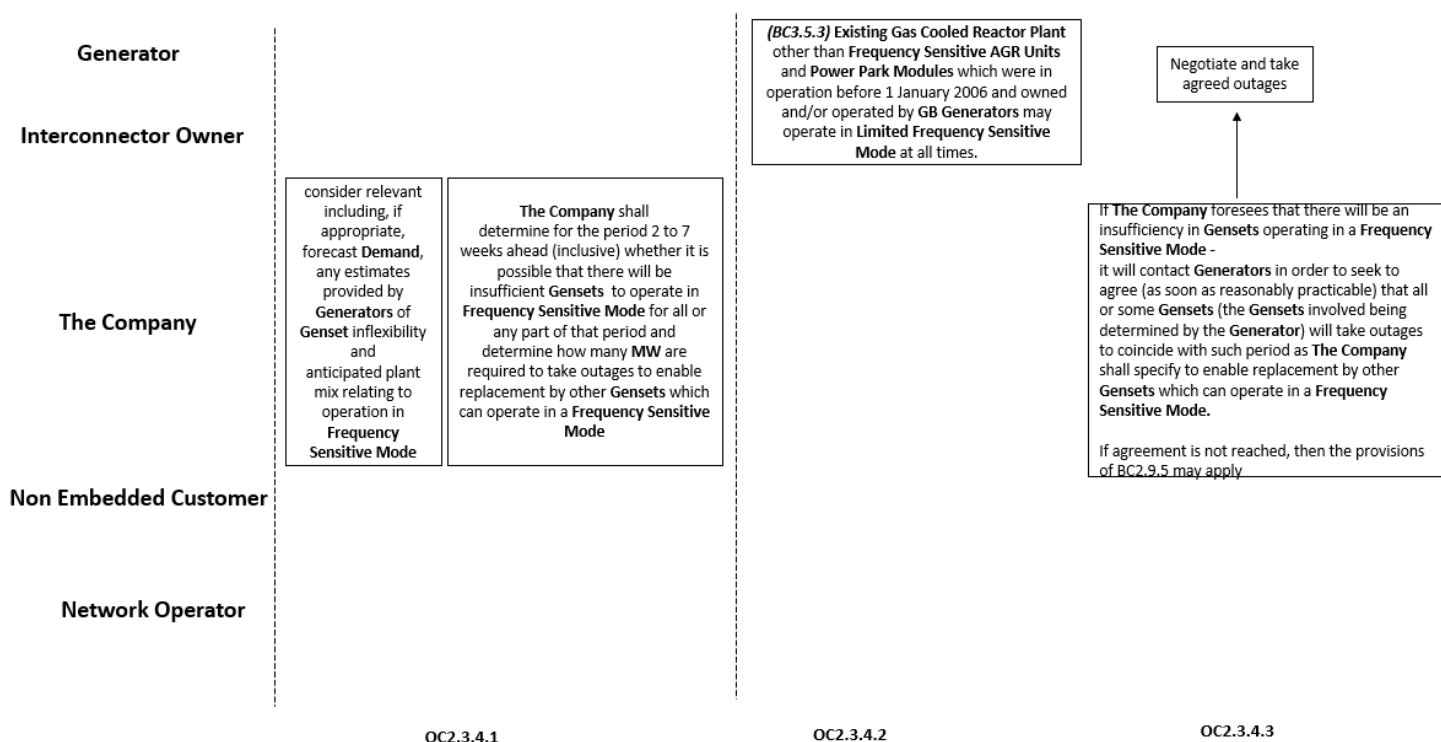 Generator
Interconnector Owner
The Company
Non Embedded Customer
Network Operator
consider relevant
including, if
appropriate,
forecast Demand,
any estimates
provided by
Generators of
Genset inflexibility
and
anticipated plant
mix relating to
operation in
Frequency
Sensitive Mode
The Company shall
determine for the period 2 to 7
weeks ahead (inclusive) whether it is
possible that there will be
insufficient Gensets to operate in
Frequency Sensitive Mode for all or
any part of that period and
determine how many MW are
required to take outages to enable
replacement by other Gensets which
can operate in a Frequency Sensitive
Mode
(BC3.5.3) Existing Gas Cooled Reactor Plant
other than Frequency Sensitive AGR Units
and Power Park Modules which were in
operation before 1 January 2006 and owned
and/or operated by GB Generators may
operate in Limited Frequency Sensitive
Mode at all times.
Negotiate and take
agreed outages
If The Company foresees that there will be an
insufficiency in Gensets operating in a Frequency
Sensitive Mode -
it will contact Generators in order to seek to
agree (as soon as reasonably practicable) that all
or some Gensets (the Gensets involved being
determined by the Generator) will take outages
to coincide with such period as The Company
shall specify to enable replacement by other
Gensets which can operate in a Frequency
Sensitive Mode.
If agreement is not reached, then the provisions
of BC2.9.5 may apply
OC2.3.4.1
OC2.3.4.2
OC2.3.4.3